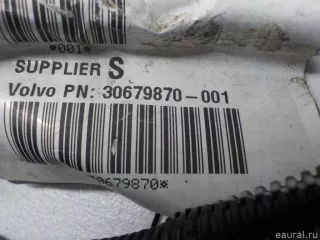 *001*
SUPPLIER S
Volvo PN: 30679870-001
30679870*
eaural.ru